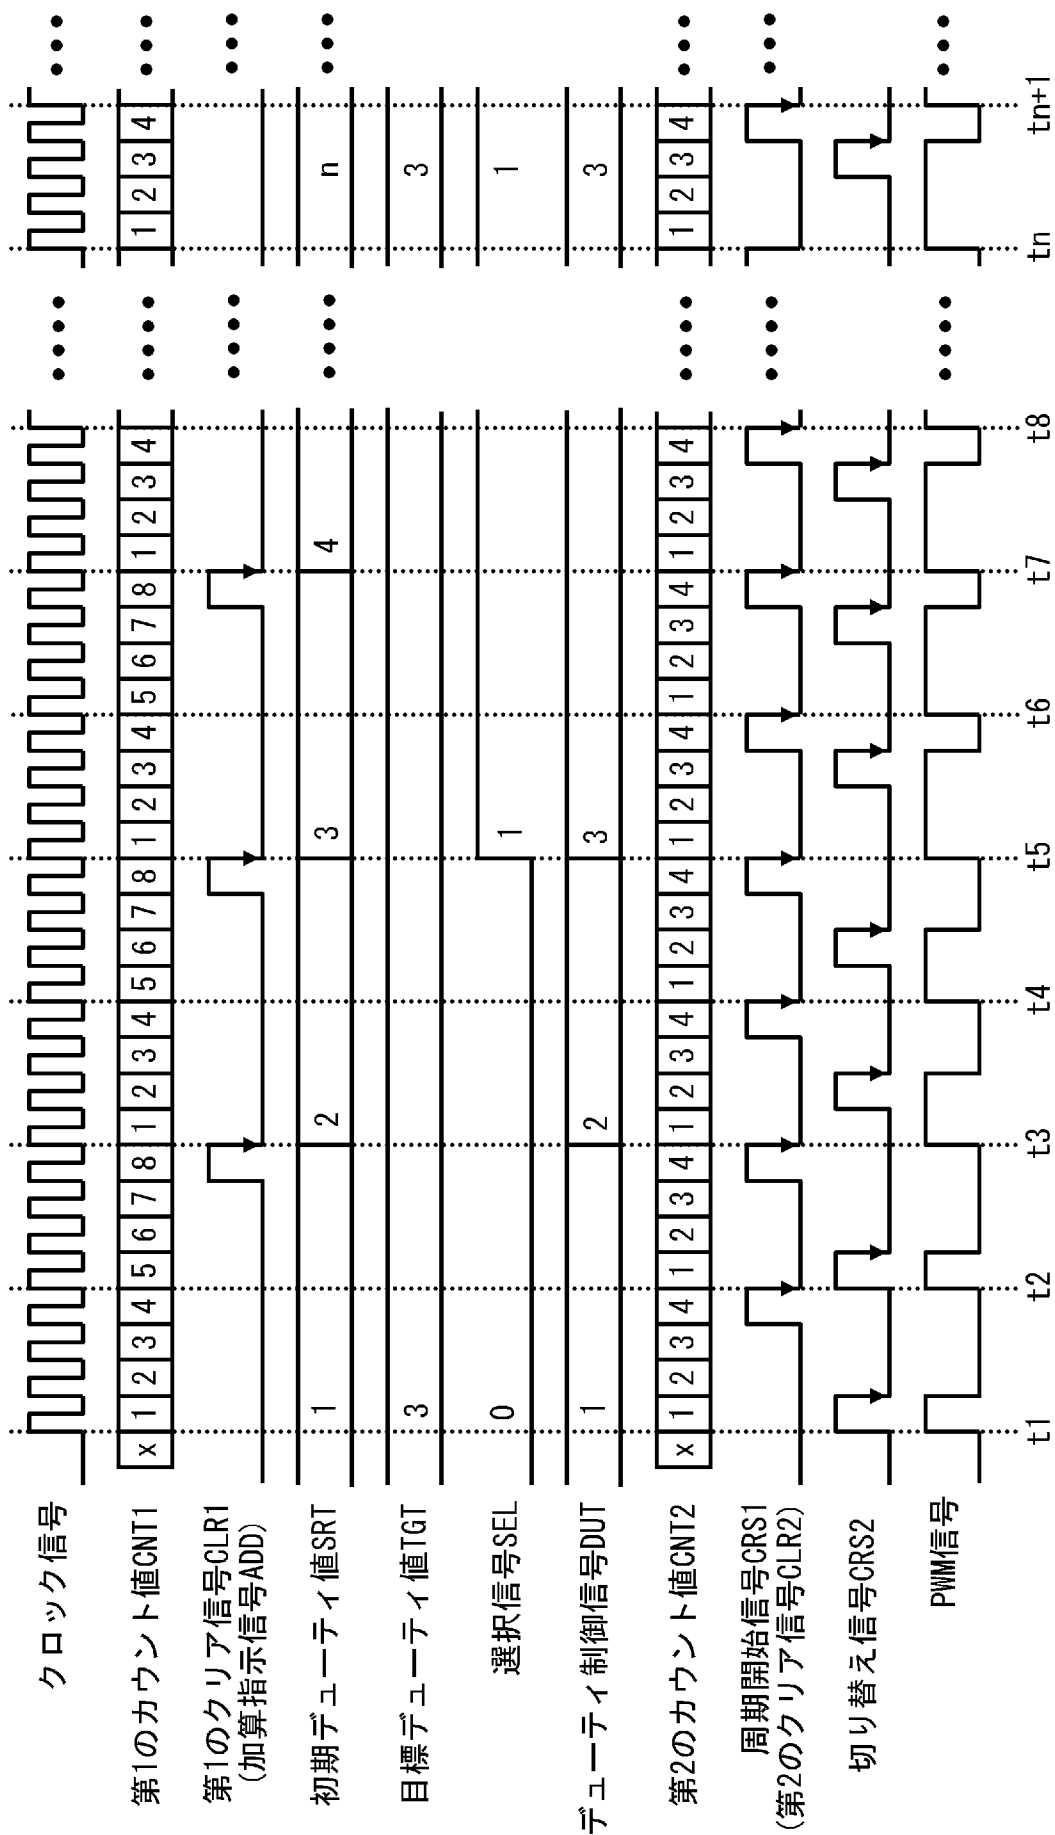 クロック信号
x 1 2 3 4 5 6 7 8 1 2 3 4 5 6 7 8 1 2 3 4 5 6 7 8 1 2 3 4 •••• 1 2 3 4 •••
第1のカウント値CNT1
第1のクリア信号CLR1
(加算指示信号ADD)
初期デューティ値SRT
1 2 3 4 •••• n •••
目標デューティ値TGT
3 3
選択信号SEL
0 1 1
デューティ制御信号DUT
1 2 3 3
第2のカウント値CNT2
x 1 2 3 4 1 2 3 4 1 2 3 4 1 2 3 4 1 2 3 4 1 2 3 4 1 2 3 4 •••• 1 2 3 4 •••
周期開始信号CRS1
(第2のクリア信号CLR2)
切り替え信号CRS2
PWM信号
t1 t2 t3 t4 t5 t6 t7 t8 tn tn+1